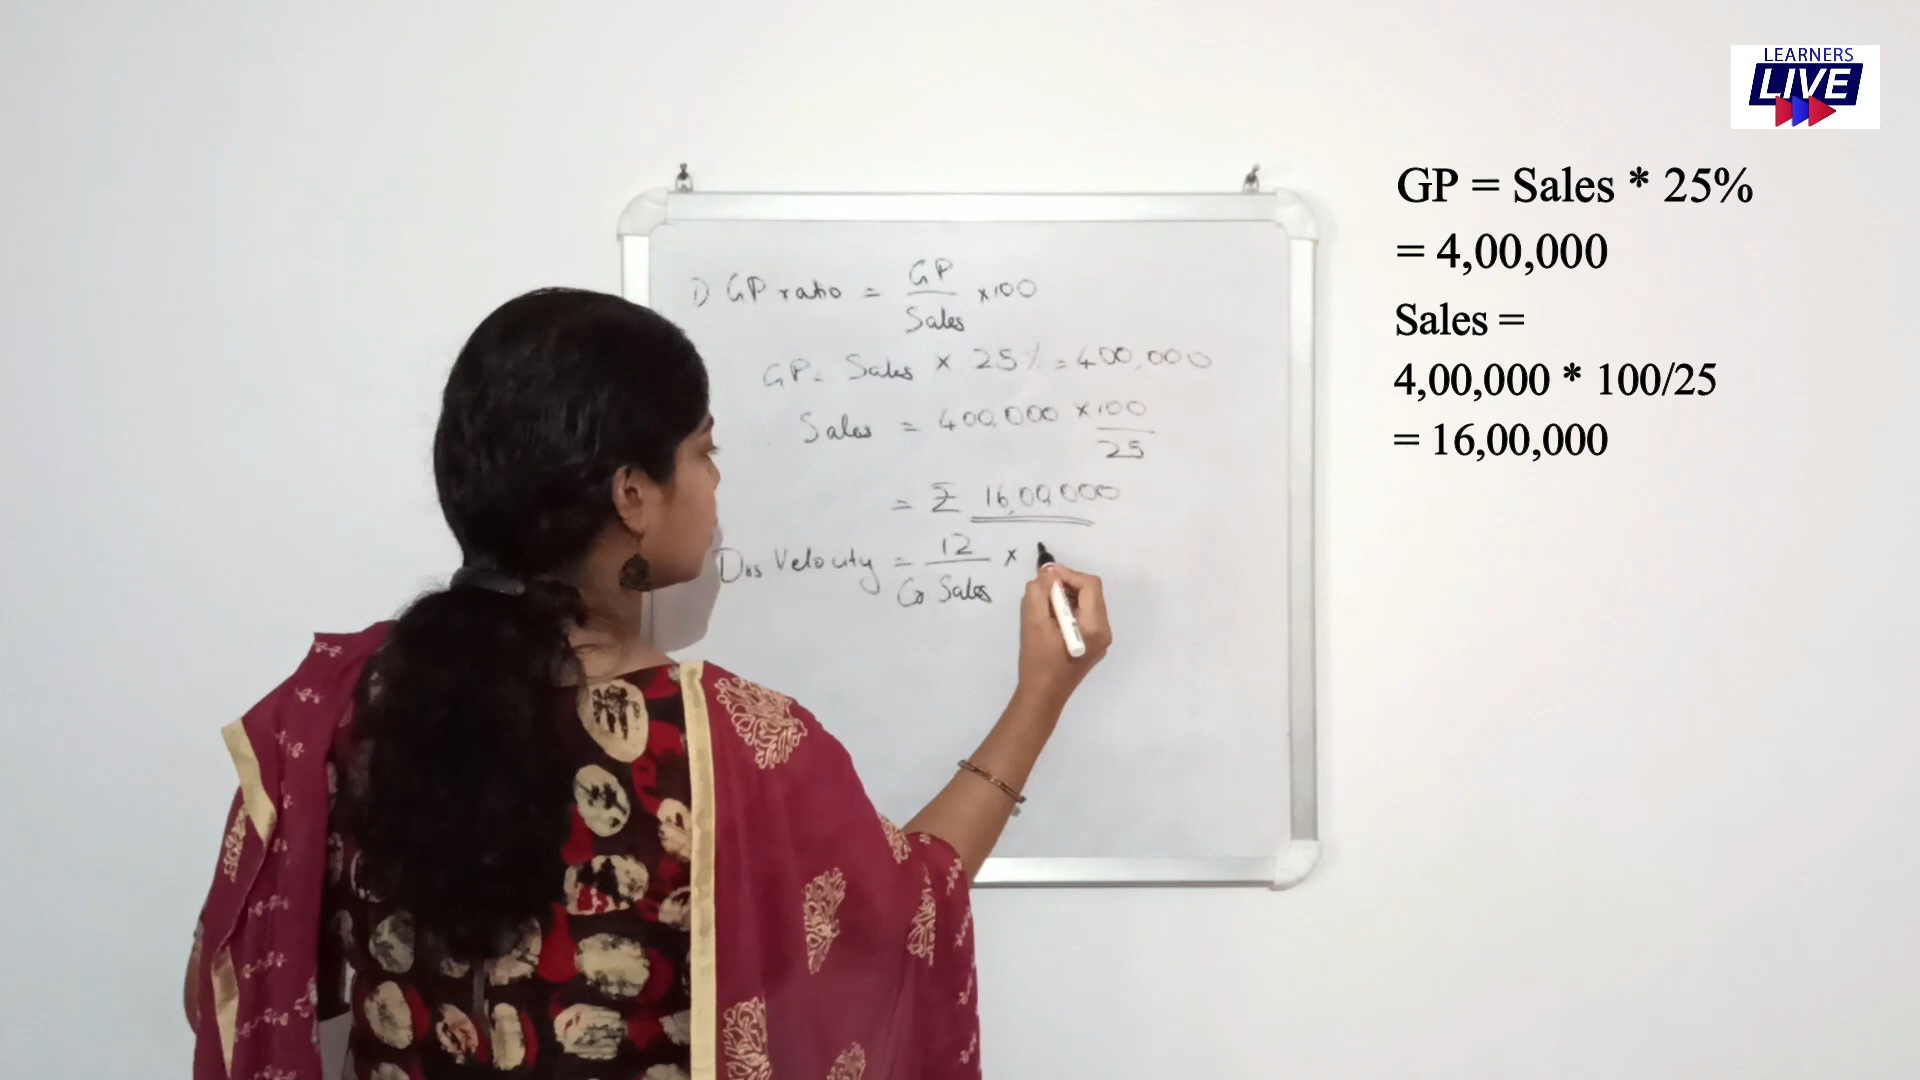 LEARNERS
LIVE
GP = Sales * 25%
= 4,00,000
Sales =
4,00,000 * 100/25
= 16,00,000
1) GP ratio = GP/Sales ×100
GP = Sales × 25% = 400,000
Sales = 400,000 ×100/25
= ₹ 16,00,000
Drs Velocity = 12/Cr Sales ×